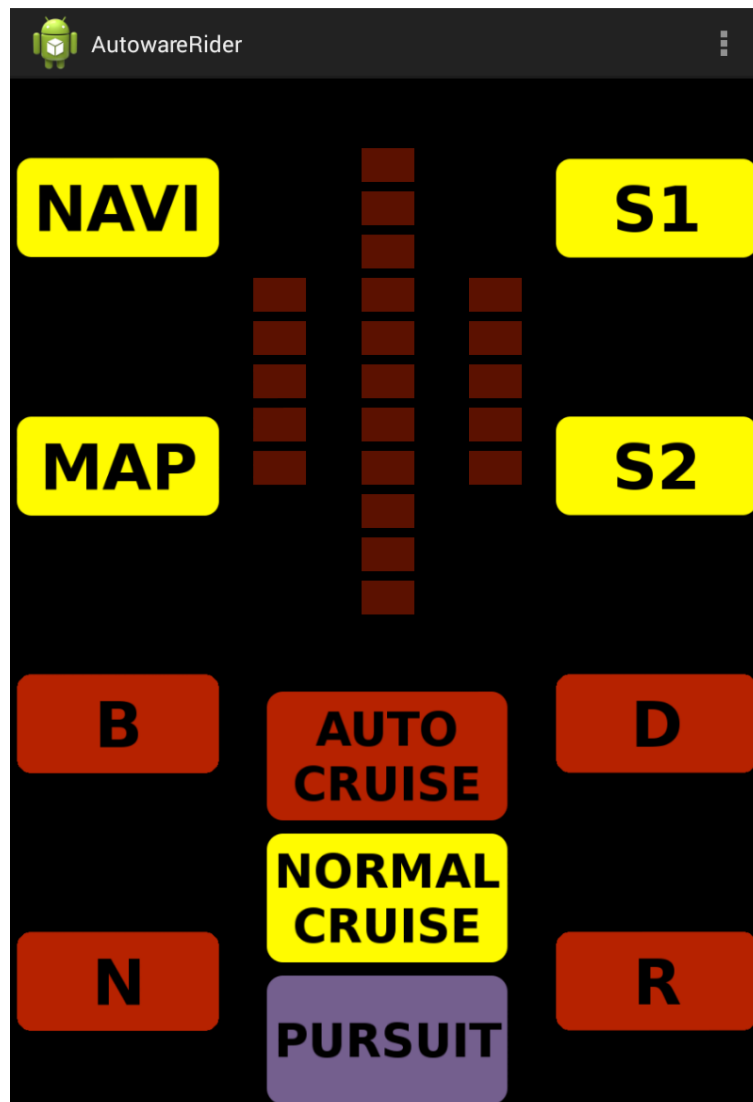 AutowareRider
NAVI
S1
MAP
S2
B
AUTO
CRUISE
D
NORMAL
CRUISE
N
R
PURSUIT